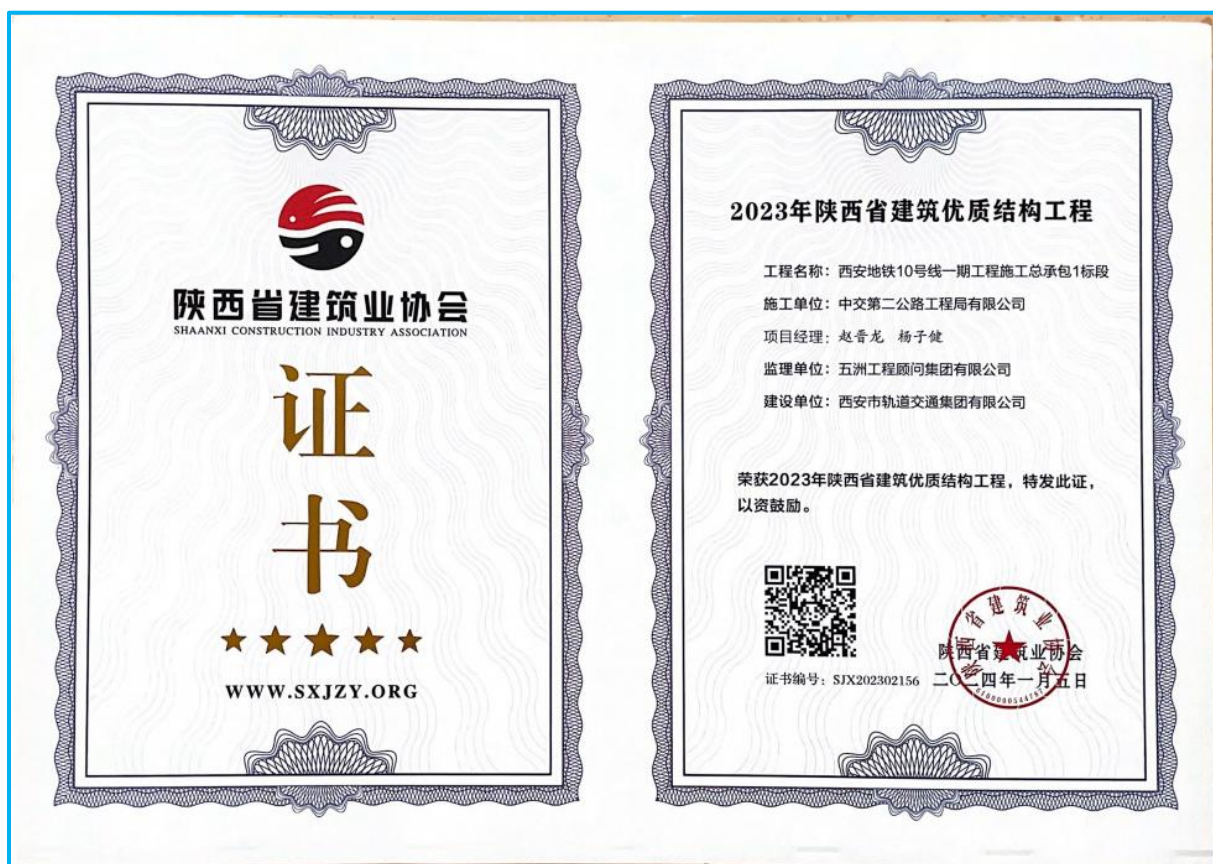 陕西省建筑业协会
SHAANXI CONSTRUCTION INDUSTRY ASSOCIATION
证
书
WWW.SXJZY.ORG
2023年陕西省建筑优质结构工程
工程名称：西安地铁10号线一期工程施工总承包1标段
施工单位：中交第二公路工程局有限公司
项目经理：赵晋龙 杨子健
监理单位：五洲工程顾问集团有限公司
建设单位：西安市轨道交通集团有限公司
荣获2023年陕西省建筑优质结构工程，特发此证，
以资鼓励。
陕西省建筑业协会
陕西省建筑业协会
证书编号：SJX202302156
二〇二四年一月五日